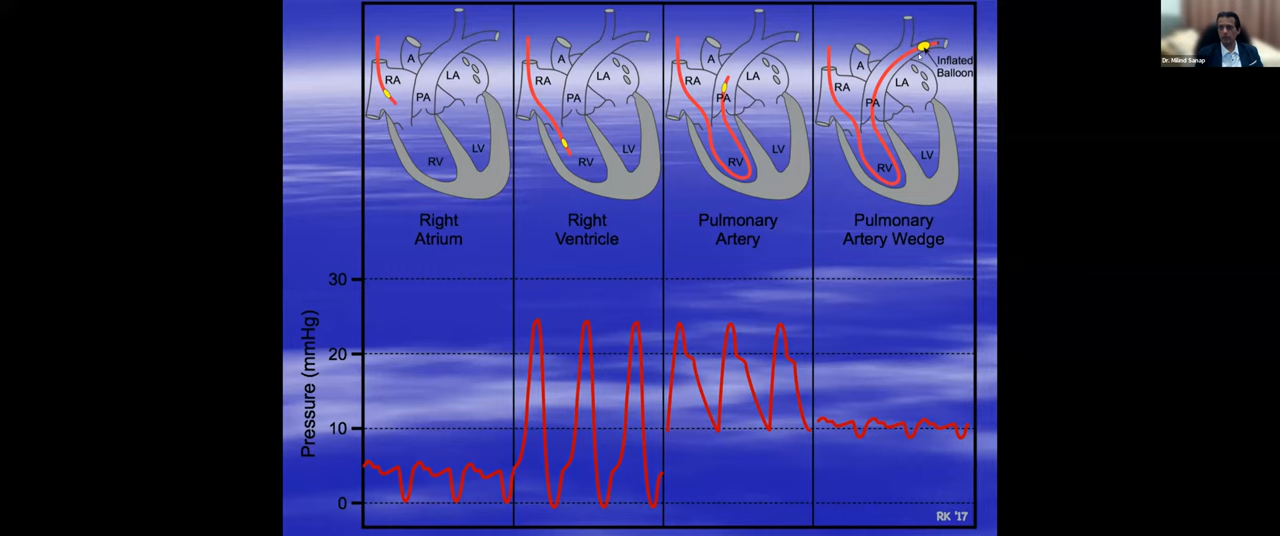 A
RA
LA
PA
RV
LV
A
RA
LA
PA
RV
LV
A
RA
LA
PA
RV
LV
RA
A
LA
PA
RV
LV
Inflated
Balloon
Right
Atrium
Right
Ventricle
Pulmonary
Artery
Pulmonary
Artery Wedge
Pressure (mmHg)
30
20
10
0
RK '17
Dr. Milind Sanap